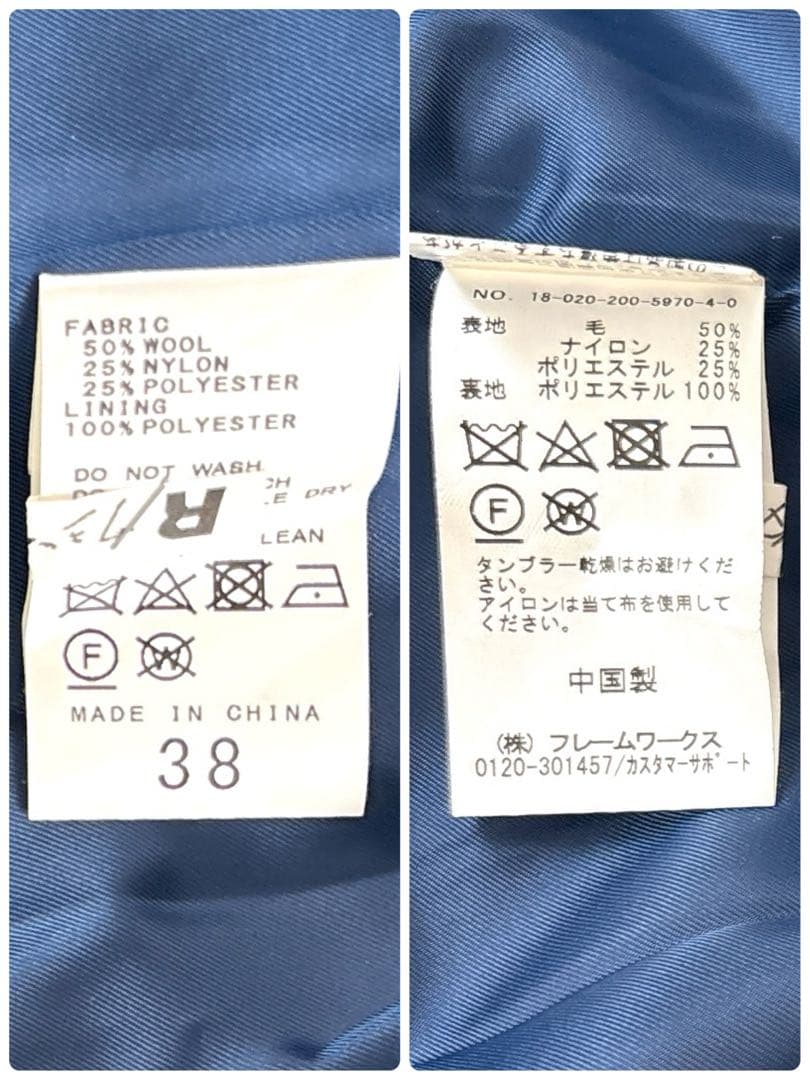 FABRIC
50% WOOL
25% NYLON
25% POLYESTER
LINING
100% POLYESTER
DO NOT WASH.
CH
E DRY
R
LEAN
F
W
MADE IN CHINA
38
NO. 18-020-200-5970-4-0
表地 毛 50%
ナイロン 25%
ポリエステル 25%
裏地 ポリエステル 100%
F
W
タンブラー乾燥はお避けくだ
さい。
アイロンは当て布を使用して
ください。
中国製
(株) フレームワークス
0120-301457/カスタマーサポート